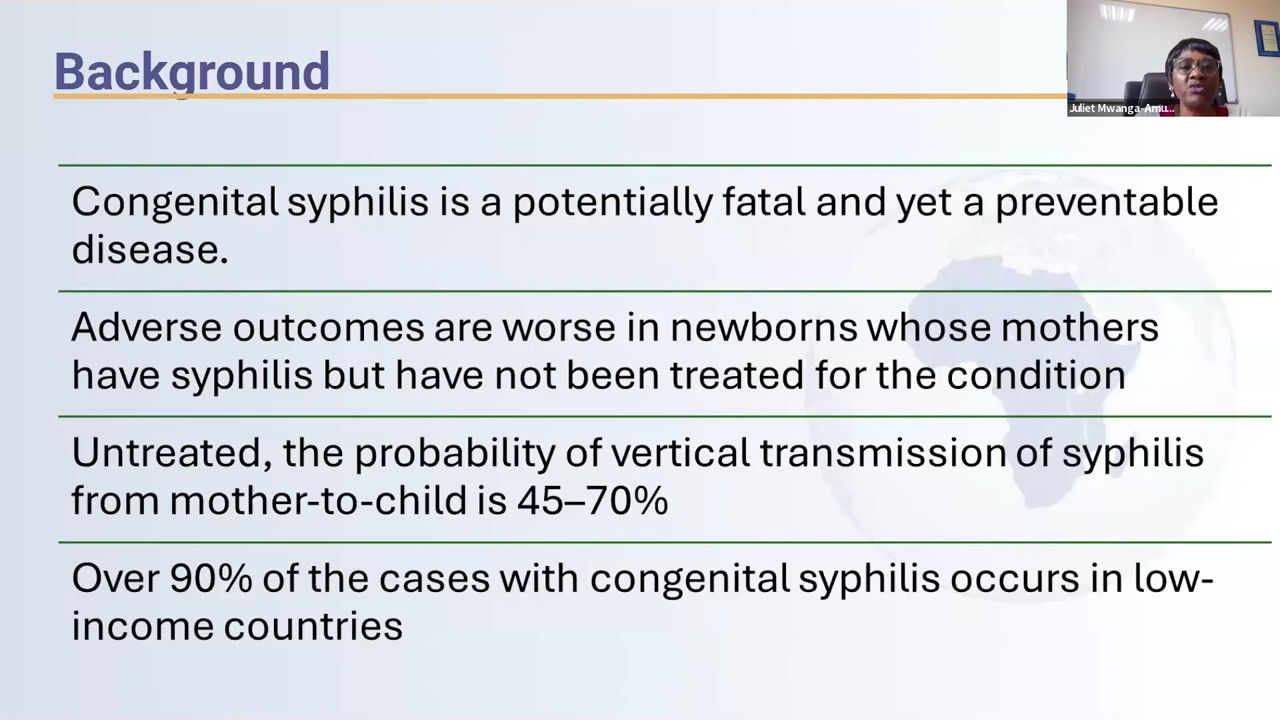 Background
Juliet Mwanga-Amu...
Congenital syphilis is a potentially fatal and yet a preventable
disease.
Adverse outcomes are worse in newborns whose mothers
have syphilis but have not been treated for the condition
Untreated, the probability of vertical transmission of syphilis
from mother-to-child is 45–70%
Over 90% of the cases with congenital syphilis occurs in low-
income countries